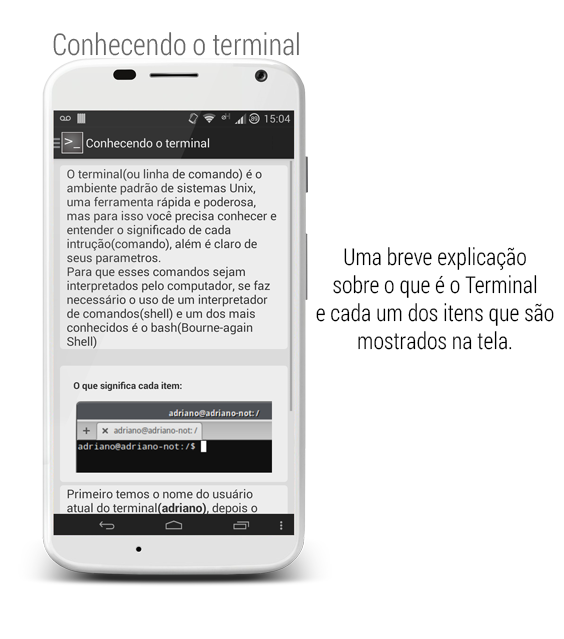 Conhecendo o terminal
15:04
Conhecendo o terminal
O terminal(ou linha de comando) é o
ambiente padrão de sistemas Unix,
uma ferramenta rápida e poderosa,
mas para isso você precisa conhecer e
entender o significado de cada
intrução(comando), além é claro de
seus parametros.
Para que esses comandos sejam
interpretados pelo computador, se faz
necessário o uso de um interpretador
de comandos(shell) e um dos mais
conhecidos é o bash(Bourne-again
Shell)
O que significa cada item:
adriano@adriano-not: /
+ × adriano@adriano-not: /
adriano@adriano-not:/$
Primeiro temos o nome do usuário
atual do terminal(adriano), depois o
Uma breve explicação
sobre o que é o Terminal
e cada um dos itens que são
mostrados na tela.